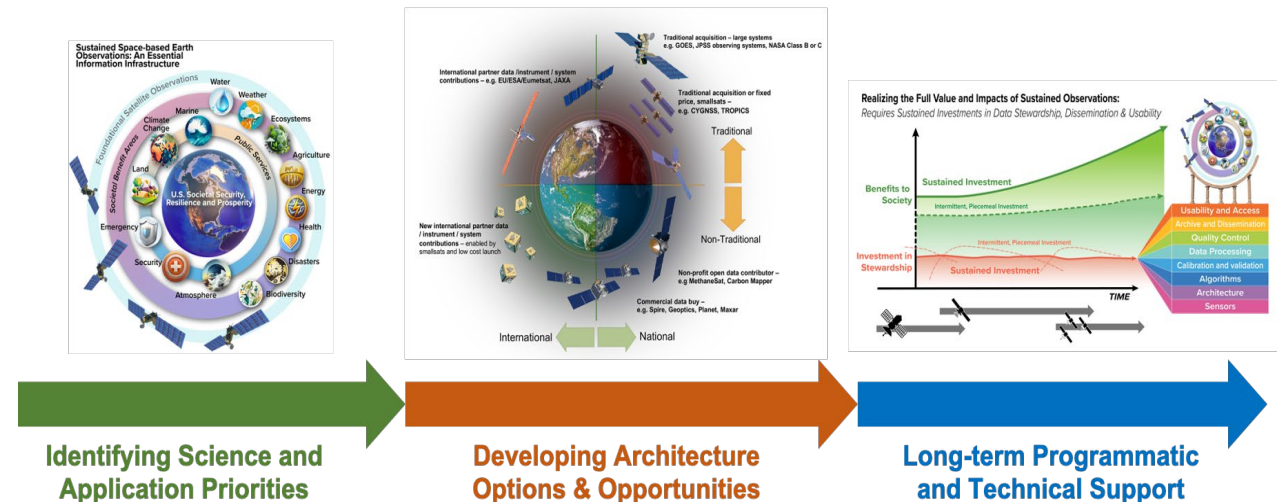 Sustained Space-based Earth
Observations: An Essential
Information Infrastructure
Foundational Satellite Observations
Societal Benefit Areas
Public Services
Water
Weather
Marine
Ecosystems
Climate
Change
Agriculture
Land
Energy
U.S. Societal Security,
Resilience and Prosperity
Emergency
Health
Security
Disasters
Atmosphere
Biodiversity
Traditional acquisition – large systems
e.g. GOES, JPSS observing systems, NASA Class B or C
International partner data /instrument / system
contributions – e.g. EU/ESA/Eumetsat, JAXA
Traditional acquisition or fixed
price, smallsats –
e.g. CYGNSS, TROPICS
Traditional
Non-Traditional
New international partner data
/ instrument / system
contributions – enabled by
smallsats and low cost launch
Non-profit open data contributor –
e.g MethaneSat, Carbon Mapper
Commercial data buy –
e.g. Spire, Geoptics, Planet, Maxar
International
National
Realizing the Full Value and Impacts of Sustained Observations:
Requires Sustained Investments in Data Stewardship, Dissemination & Usability
Benefits to
Society
Sustained Investment
Intermittent, Piecemeal Investment
Investment in
Stewardship
Intermittent, Piecemeal Investment
Sustained Investment
TIME
Usability and Access
Archive and Dissemination
Quality Control
Data Processing
Calibration and validation
Algorithms
Architecture
Sensors
Identifying Science and
Application Priorities
Developing Architecture
Options & Opportunities
Long-term Programmatic
and Technical Support